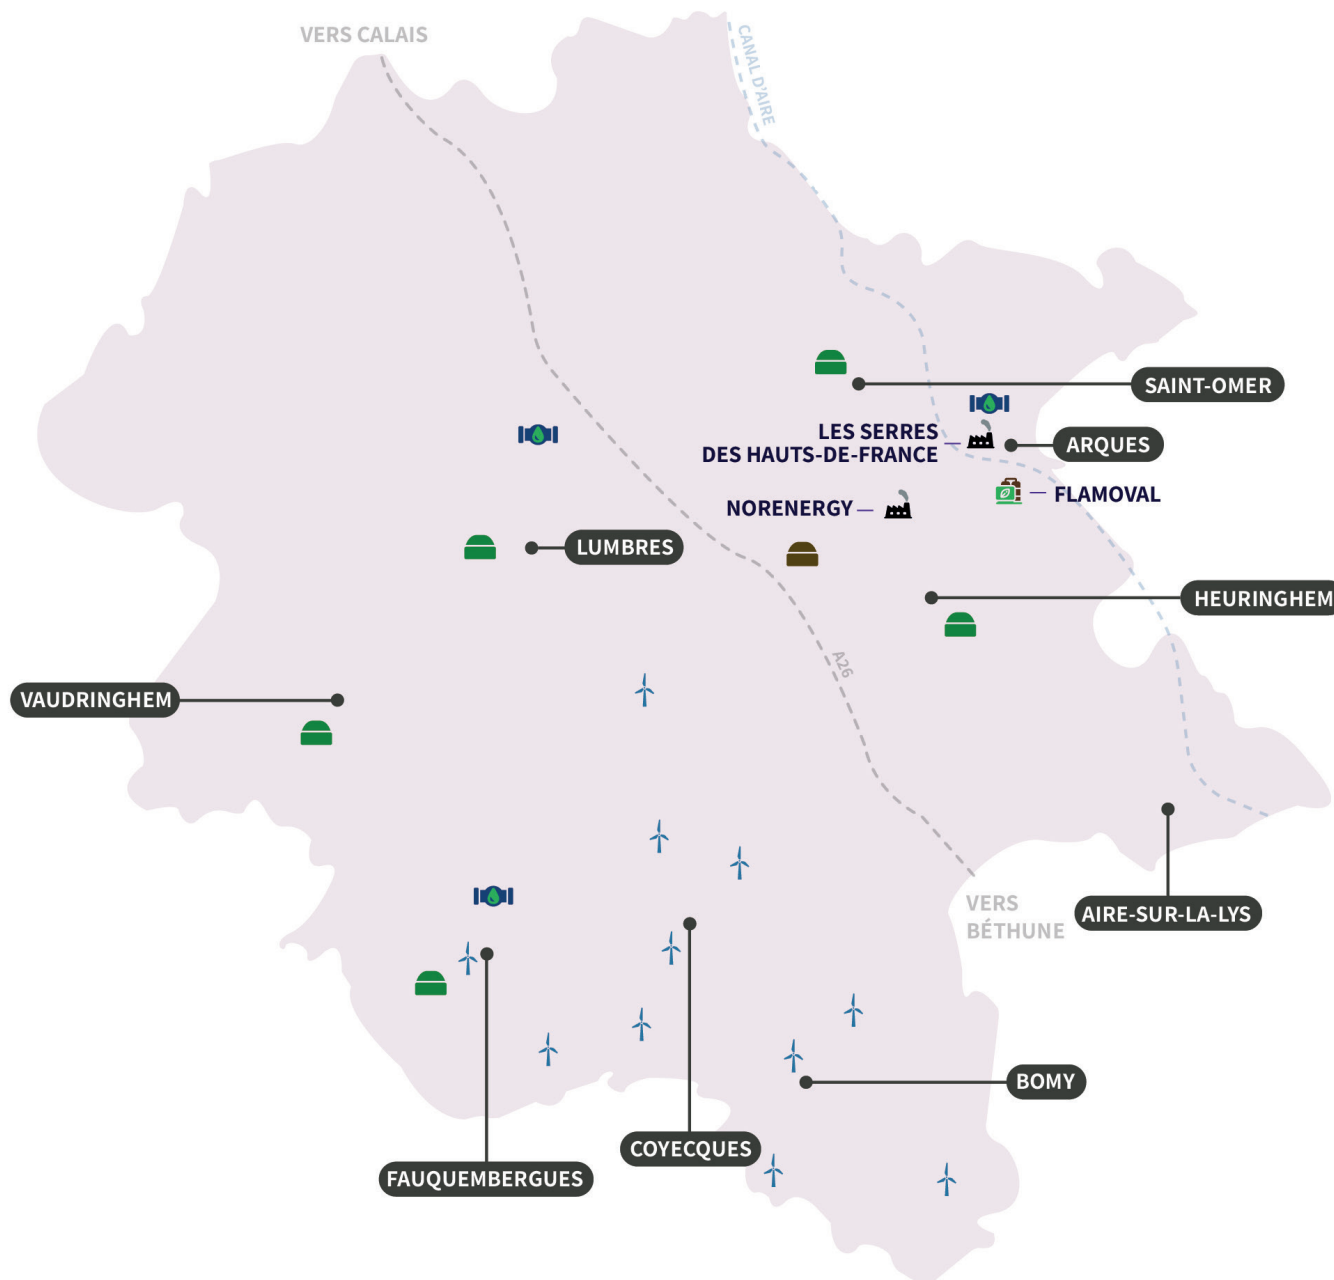 VERS CALAIS
CANAL D'AIRE
SAINT-OMER
LES SERRES
DES HAUTS-DE-FRANCE
ARQUES
FLAMOVAL
NORENERGY
LUMBRES
HEURINGHEM
A26
VAUDRINGHEM
VERS
BÉTHUNE
AIRE-SUR-LA-LYS
BOMY
COYECQUES
FAUQUEMBERGUES